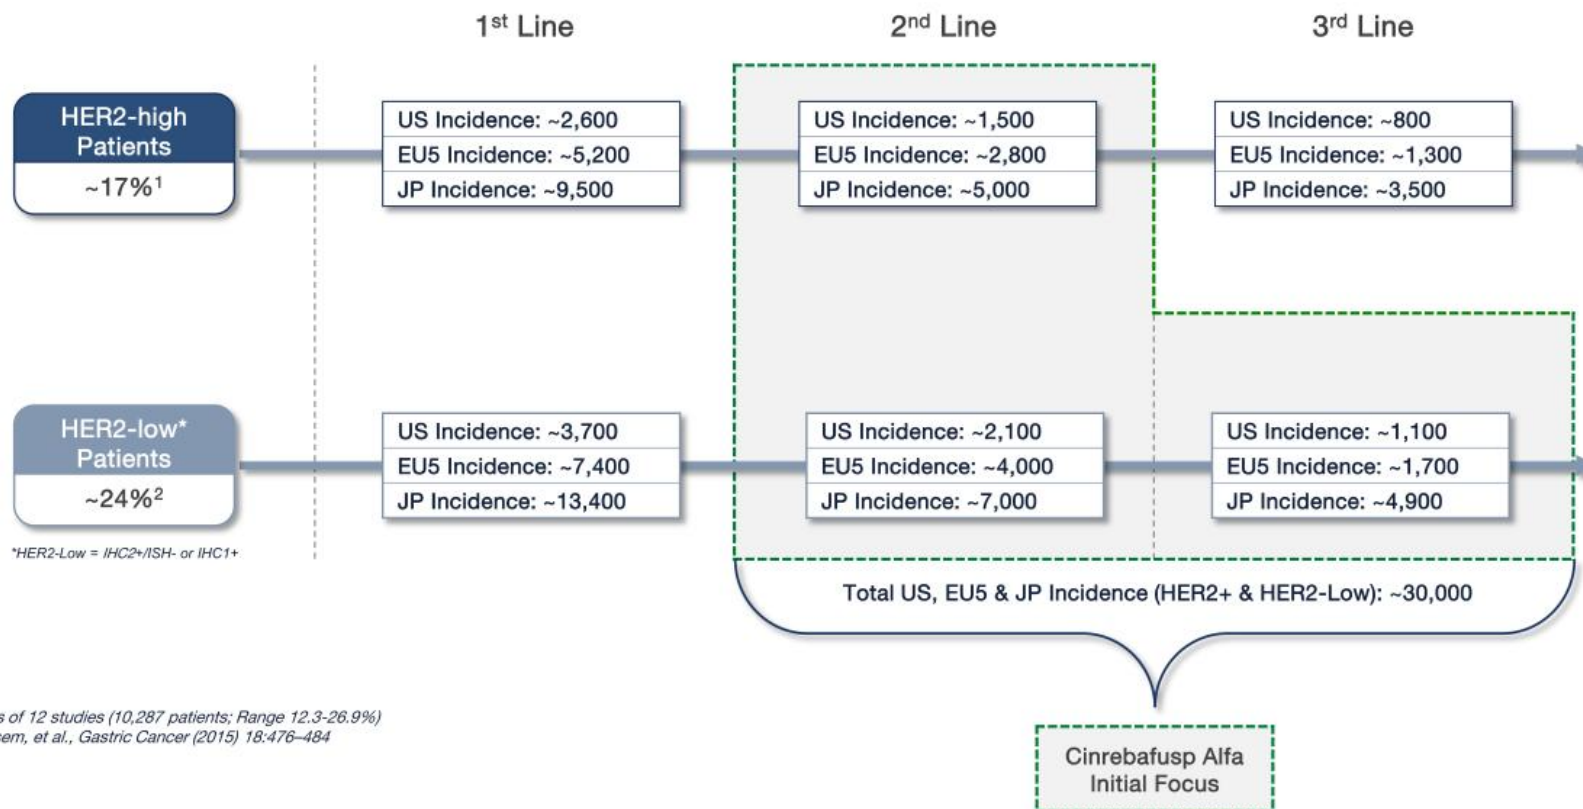 1st Line
2nd Line
3rd Line
HER2-high
Patients
~17%1
US Incidence: ~2,600
EU5 Incidence: ~5,200
JP Incidence: ~9,500
US Incidence: ~1,500
EU5 Incidence: ~2,800
JP Incidence: ~5,000
US Incidence: ~800
EU5 Incidence: ~1,300
JP Incidence: ~3,500
HER2-low*
Patients
~24%2
US Incidence: ~3,700
EU5 Incidence: ~7,400
JP Incidence: ~13,400
US Incidence: ~2,100
EU5 Incidence: ~4,000
JP Incidence: ~7,000
US Incidence: ~1,100
EU5 Incidence: ~1,700
JP Incidence: ~4,900
*HER2-Low = IHC2+/ISH- or IHC1+
Total US, EU5 & JP Incidence (HER2+ & HER2-Low): ~30,000
of 12 studies (10,287 patients; Range 12.3-26.9%)
et al., Gastric Cancer (2015) 18:476–484
Cinrebafusp Alfa
Initial Focus